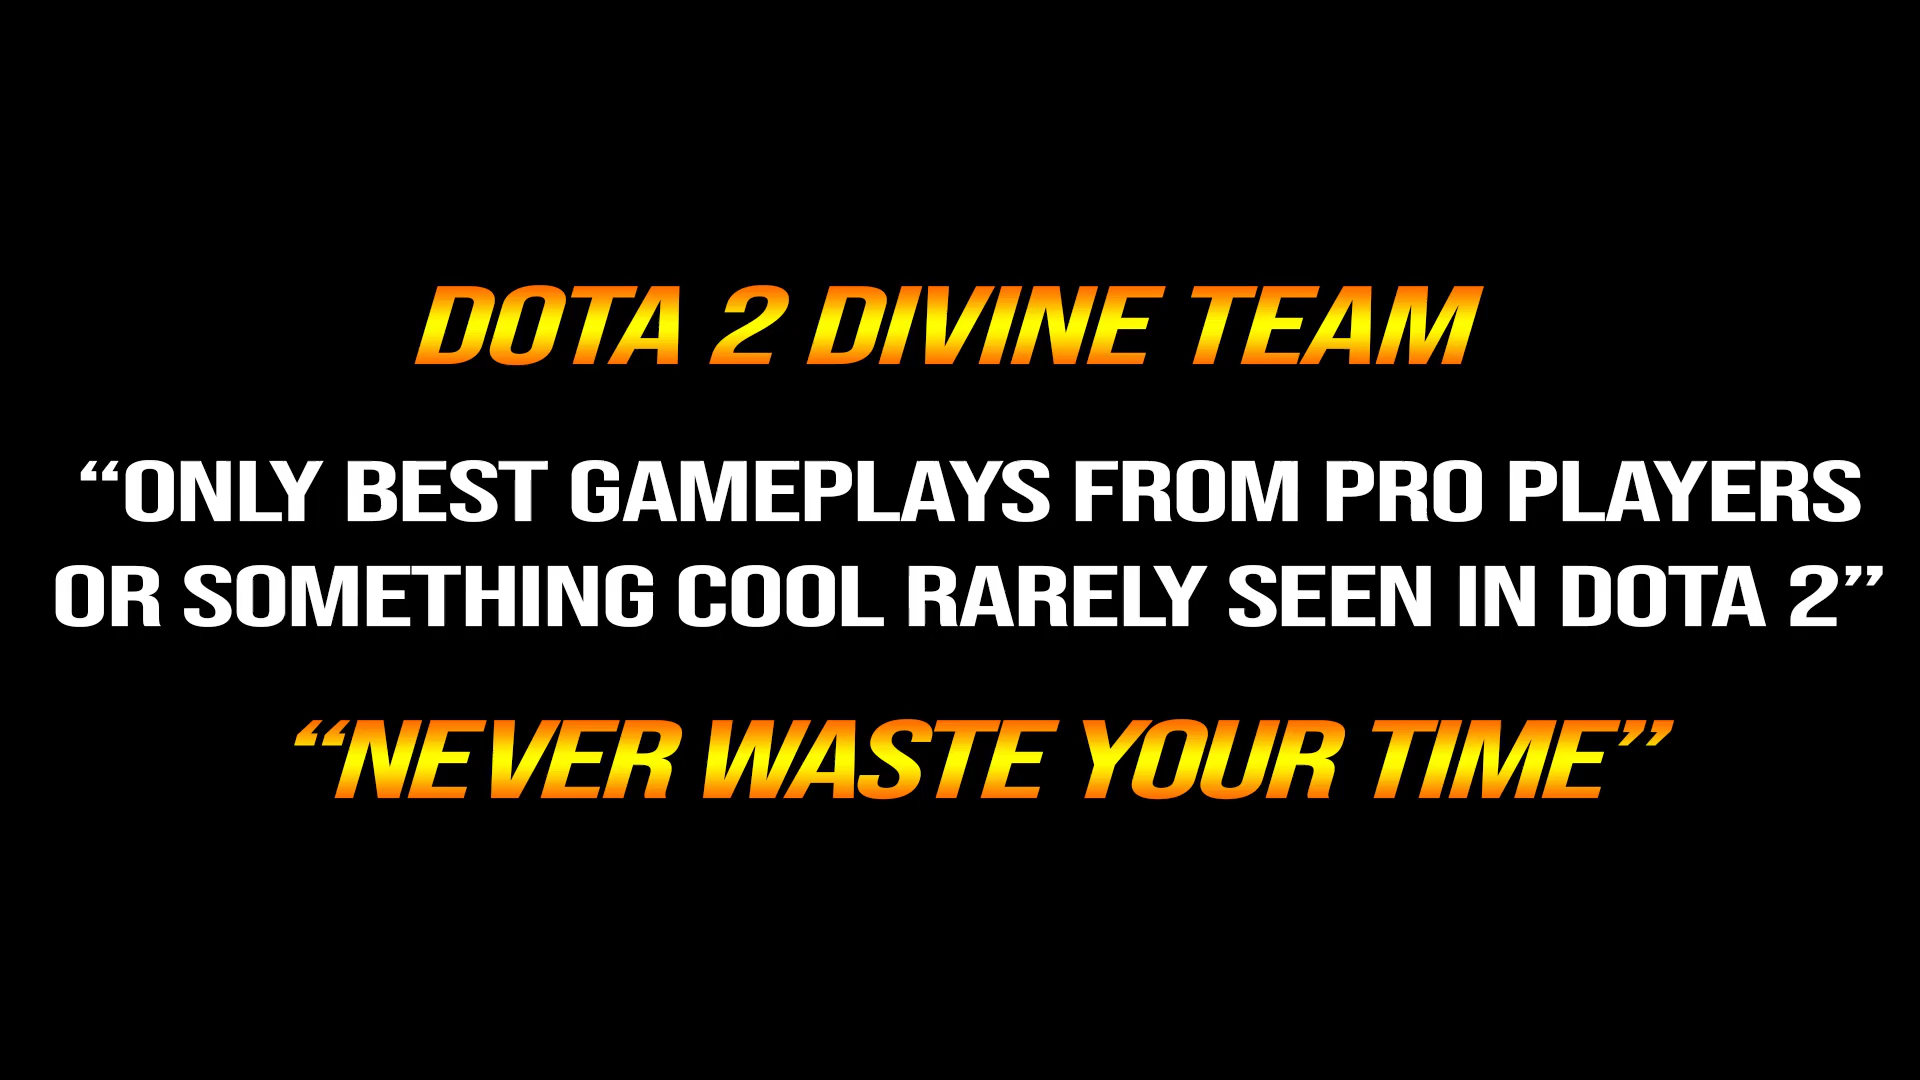 DOTA 2 DIVINE TEAM
“ONLY BEST GAMEPLAYS FROM PRO PLAYERS
OR SOMETHING COOL RARELY SEEN IN DOTA 2”
“NEVER WASTE YOUR TIME”